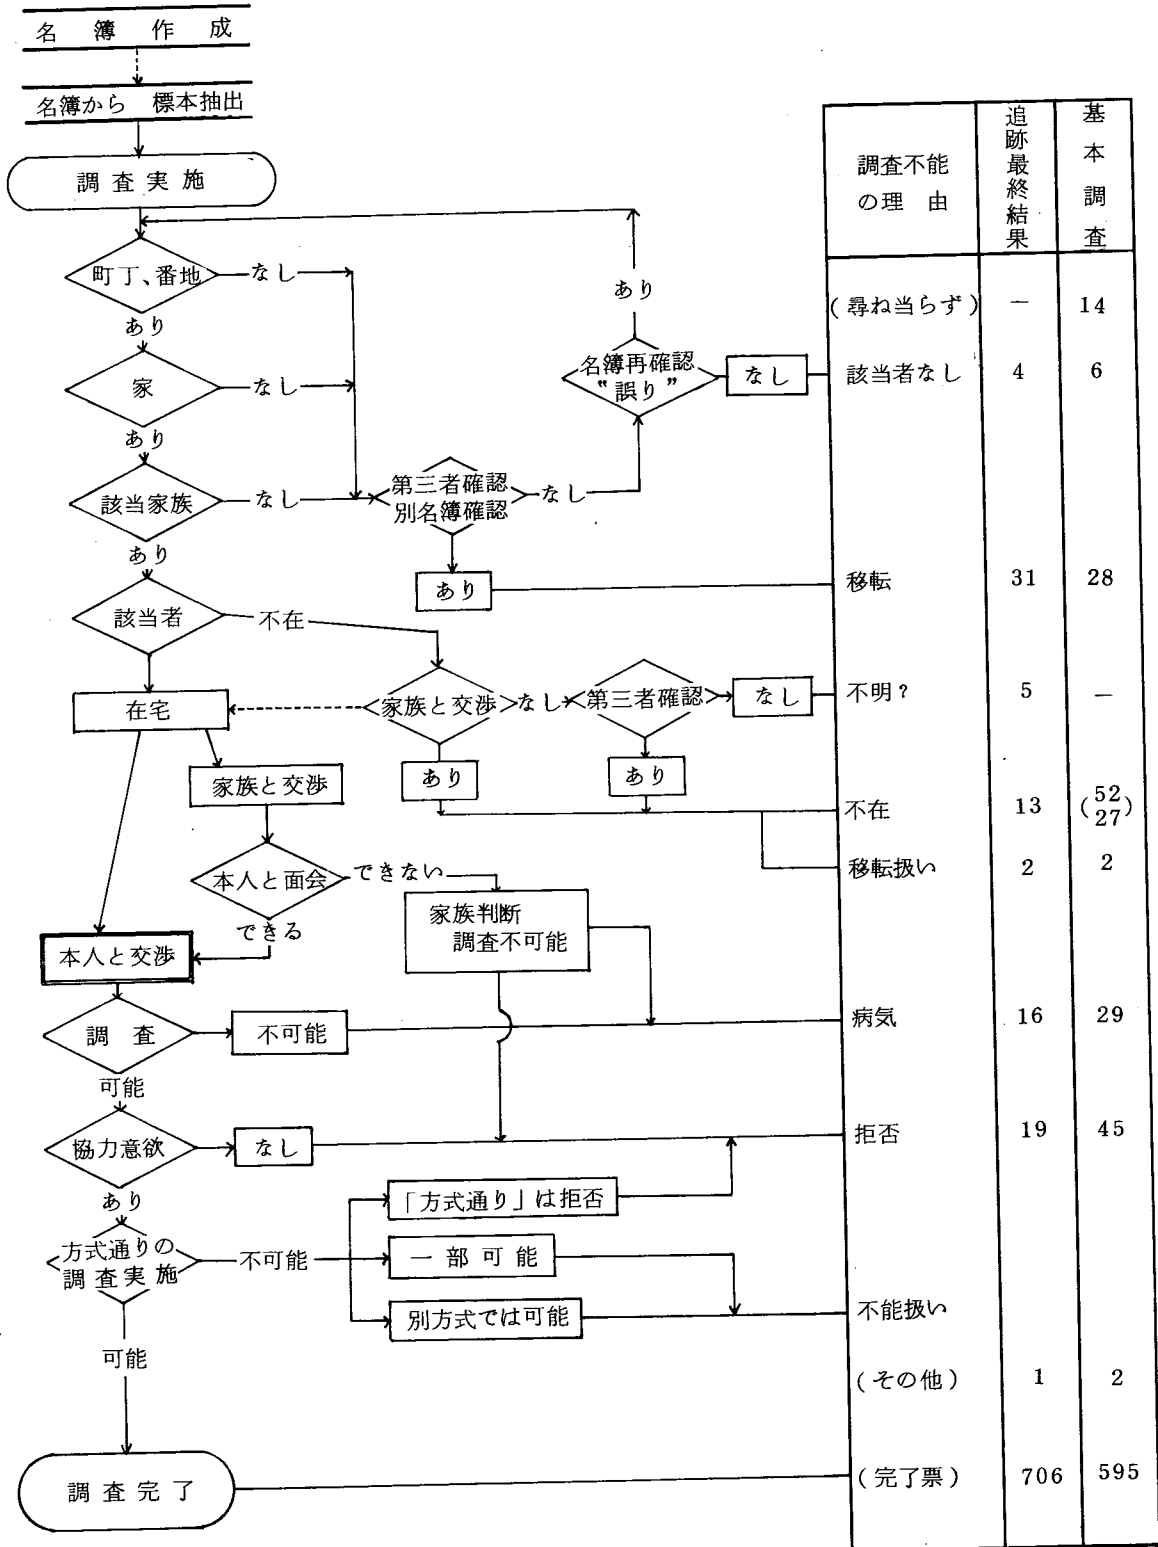 名簿作成
名簿から 標本抽出
調査実施
町丁、番地
なし
あり
家
なし
あり
該当家族
なし
あり
第三者確認
別名簿確認
なし
あり
名簿再確認
“誤り”
あり
なし
該当者
不在
在宅
家族と交渉
なし
第三者確認
なし
あり
あり
家族と交渉
本人と面会
できない
できる
家族判断
調査不可能
本人と交渉
調査
不可能
可能
協力意欲
なし
あり
方式通りの
調査実施
不可能
「方式通り」は拒否
一部可能
別方式では可能
可能
調査完了
調査不能の理由 追跡最終結果 基本調査
(尋ね当らず) — 14
該当者なし 4 6
移転 31 28
不明? 5 —
不在 13 (52 27)
移転扱い 2 2
病気 16 29
拒否 19 45
不能扱い
(その他) 1 2
(完了票) 706 595